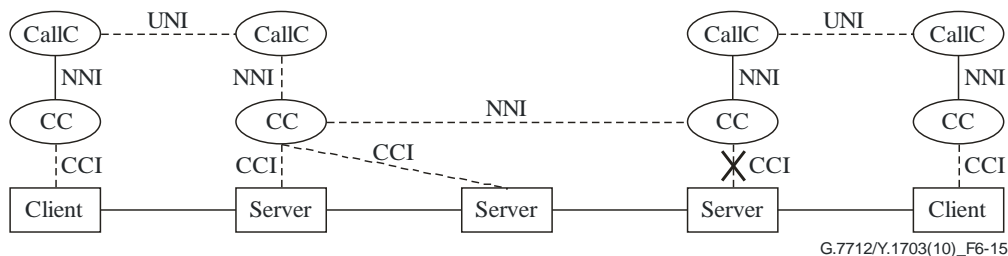 UNI
UNI
CallC
CallC
CallC
CallC
NNI
NNI
NNI
NNI
NNI
CC
CC
CC
CC
CCI
CCI
CCI
CCI
CCI
Client
Server
Server
Server
Client
G.7712/Y.1703(10)_F6-15